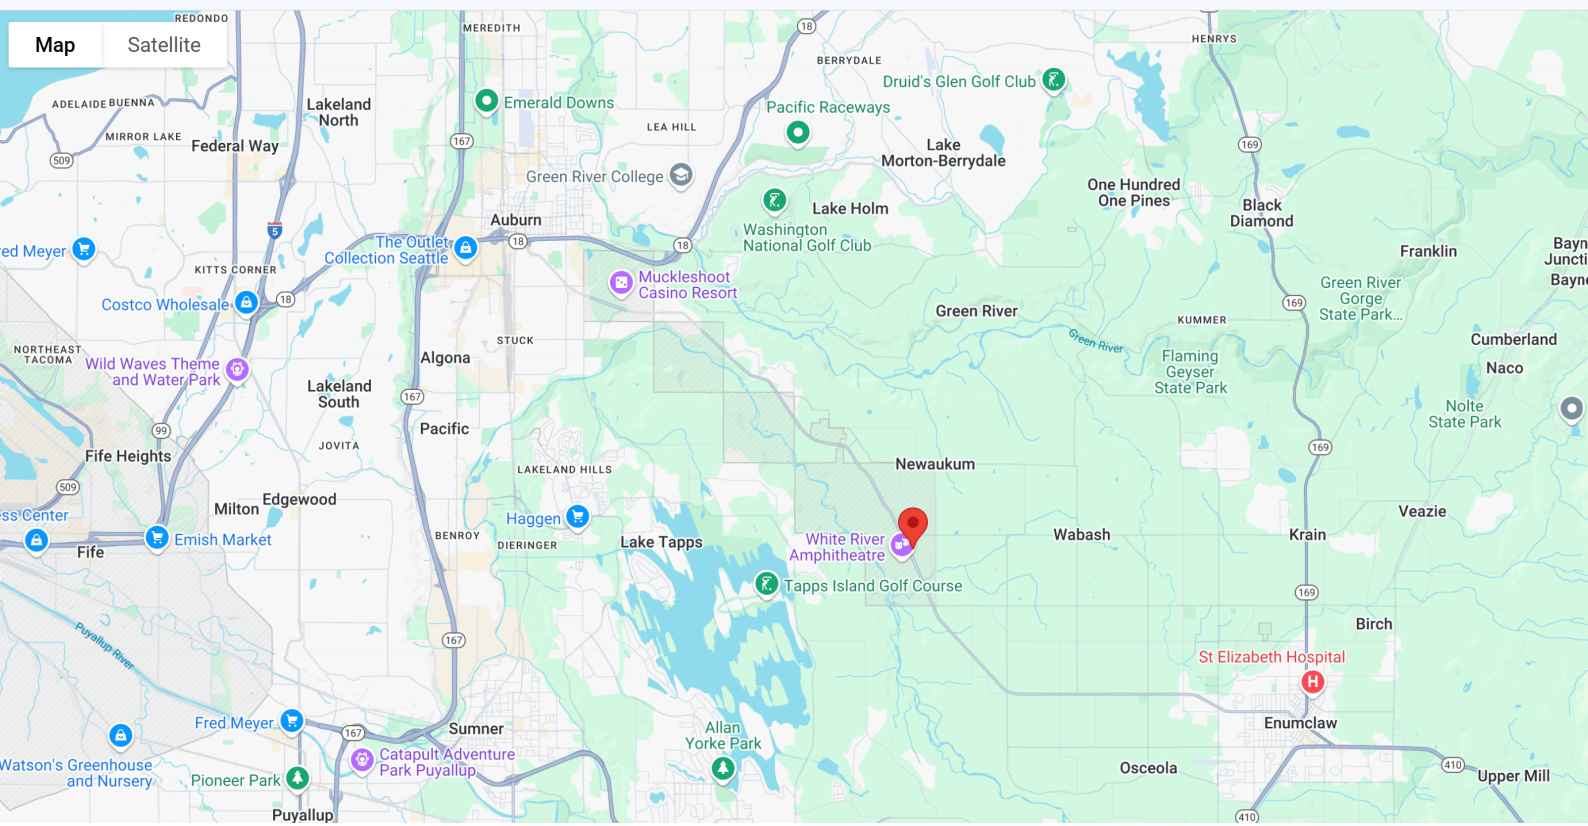 REDONDO
Map
Satellite
MEREDITH
18
HENRYS
BERRYDALE
Druid's Glen Golf Club
ADELAIDE
BUENNA
Lakeland
North
Emerald Downs
Pacific Raceways
MIRROR LAKE
Federal Way
167
LEA HILL
Lake
Morton-Berrydale
169
509
Green River College
One Hundred
One Pines
Lake Holm
Black
Diamond
Auburn
Washington
National Golf Club
5
The Outlet
Collection Seattle
18
18
red Meyer
Franklin
Bayn
Juncti
Bayne
KITTS CORNER
Muckleshoot
Casino Resort
Green River
Gorge
State Park...
Costco Wholesale
18
169
Green River
KUMMER
STUCK
Green River
Cumberland
NORTHEAST
TACOMA
Wild Waves Theme
and Water Park
Algona
Flaming
Geyser
State Park
Naco
Lakeland
South
167
Nolte
State Park
99
Pacific
JOVITA
169
Fife Heights
LAKELAND HILLS
Newaukum
509
Milton
Edgewood
ess Center
Haggen
Veazie
Emish Market
Fife
BENROY
DIERINGER
Lake Tapps
White River
Amphitheatre
Wabash
Krain
Tapps Island Golf Course
169
Puyallup River
167
Birch
St Elizabeth Hospital
H
Fred Meyer
167
Sumner
Allan
Yorke Park
Enumclaw
Watson's Greenhouse
and Nursery
Catapult Adventure
Park Puyallup
Pioneer Park
Osceola
410
Upper Mill
Puyallup
410